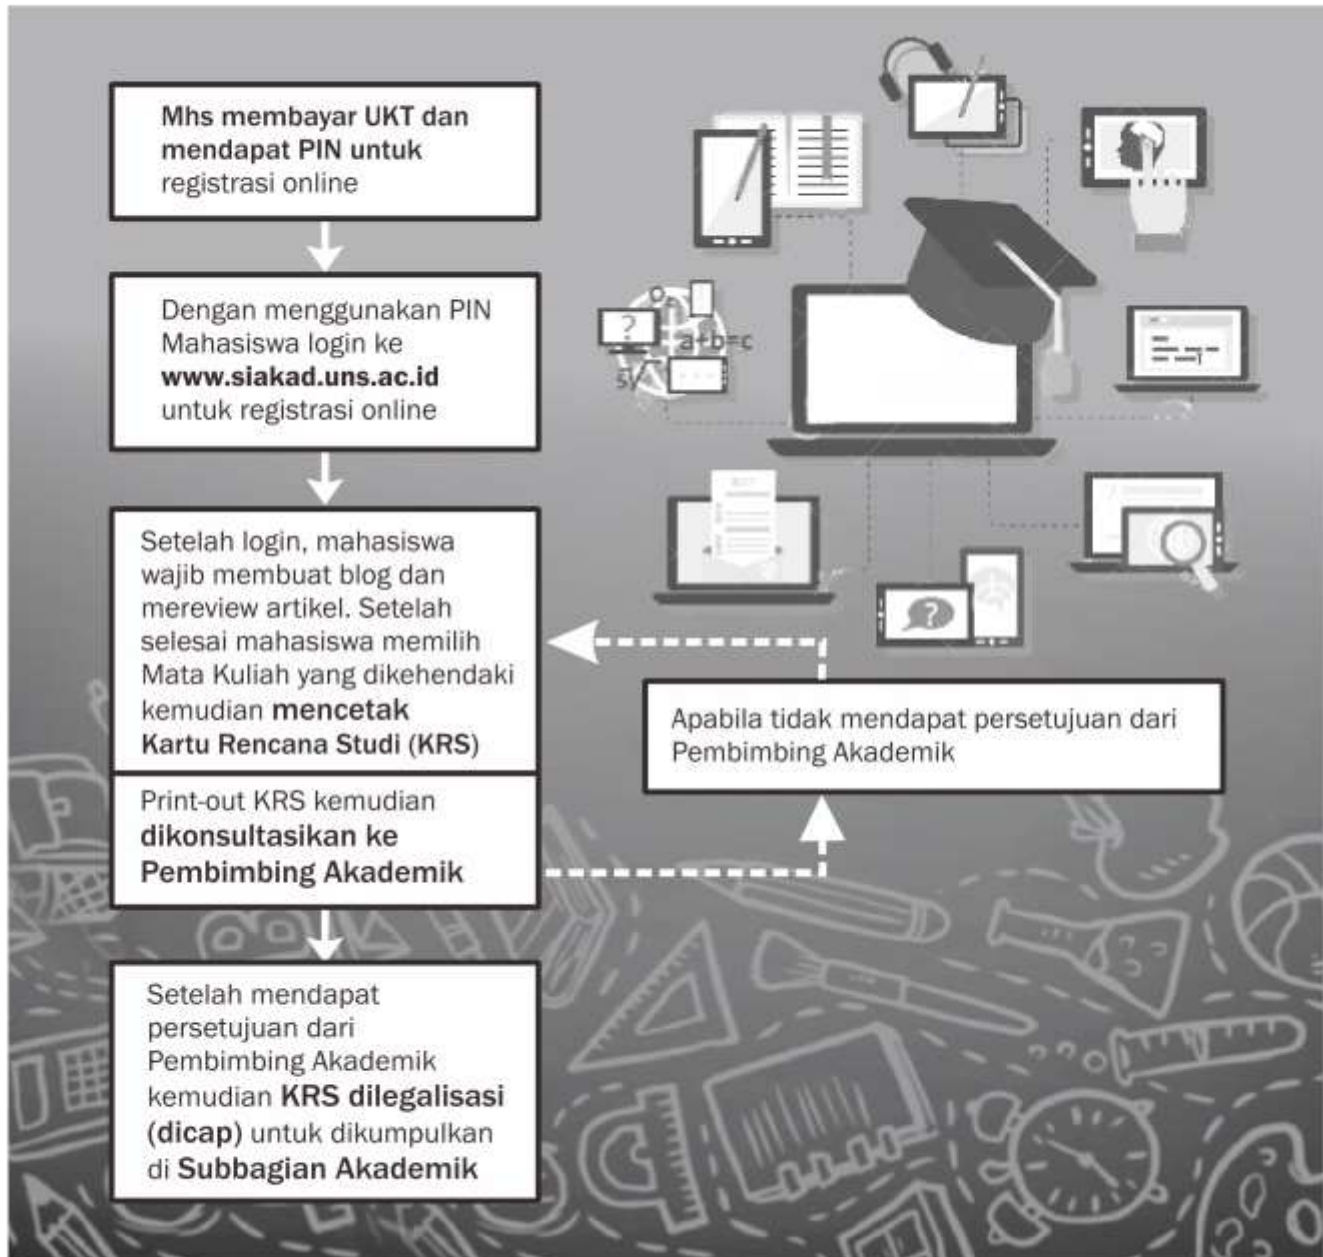 Mhs membayar UKT dan
mendapat PIN untuk
registrasi online
Dengan menggunakan PIN
Mahasiswa login ke
www.siakad.uns.ac.id
untuk registrasi online
Setelah login, mahasiswa
wajib membuat blog dan
mereview artikel. Setelah
selesai mahasiswa memilih
Mata Kuliah yang dikehendaki
kemudian mencetak
Kartu Rencana Studi (KRS)
Print-out KRS kemudian
dikonsultasikan ke
Pembimbing Akademik
Apabila tidak mendapat persetujuan dari
Pembimbing Akademik
Setelah mendapat
persetujuan dari
Pembimbing Akademik
kemudian KRS dilegalisasi
(dicap) untuk dikumpulkan
di Subbagian Akademik
?
a+b=c
?